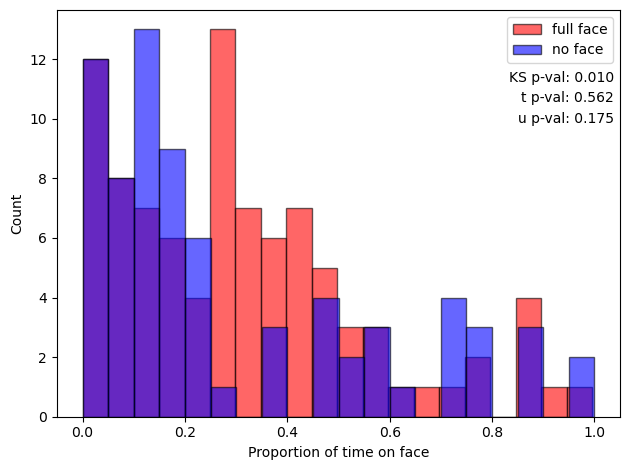 full face
no face
KS p-val: 0.010
t p-val: 0.562
u p-val: 0.175
12
10
8
6
4
2
0
Count
0.0 0.2 0.4 0.6 0.8 1.0
Proportion of time on face